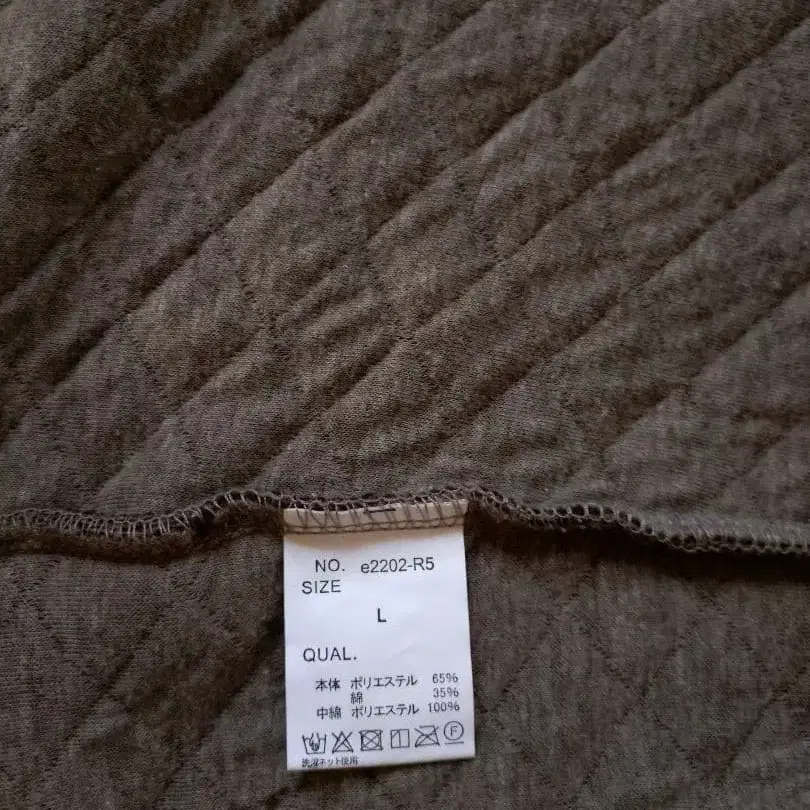 NO. e2202-R5
SIZE
L
QUAL.
本体 ポリエステル 65%
綿 35%
中綿 ポリエステル 100%
洗濯ネット使用